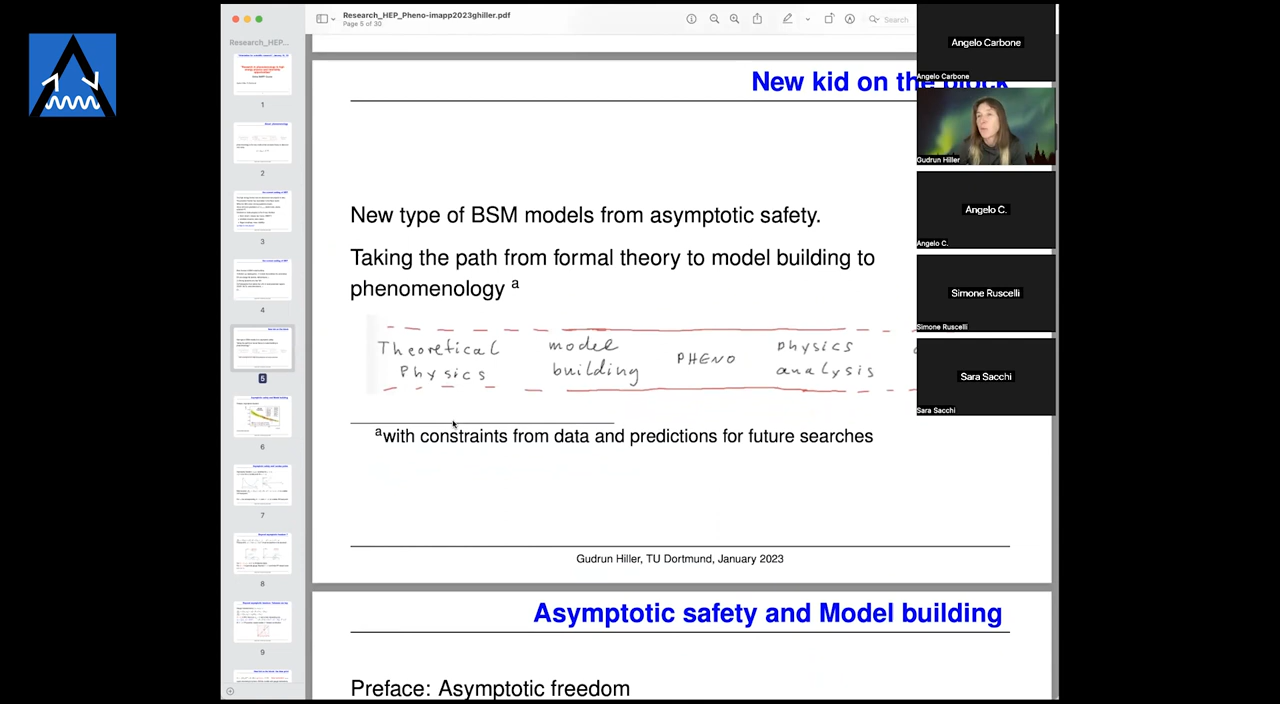 Research_HEP_Pheno-imapp2023ghiller.pdf
Page 5 of 30
Search
Research_HEP...
1
2
3
4
5
6
7
8
9
New kid on the block
New type of BSM models from asymptotic safety.
Taking the path from formal theory to model building to
phenomenology a
Theoretical model PHENO physics
Physics building analysis
a with constraints from data and predictions for future searches
Gudrun Hiller, TU January 2023
Asymptotic safety and Model building
Preface: Asymptotic freedom
Angelo Carbone
Angelo Carbone
Gudrun Hiller
Angelo C.
Angelo C.
Simone Ruscelli
Simone Ruscelli
Sara Sacchi
Sara Sacchi